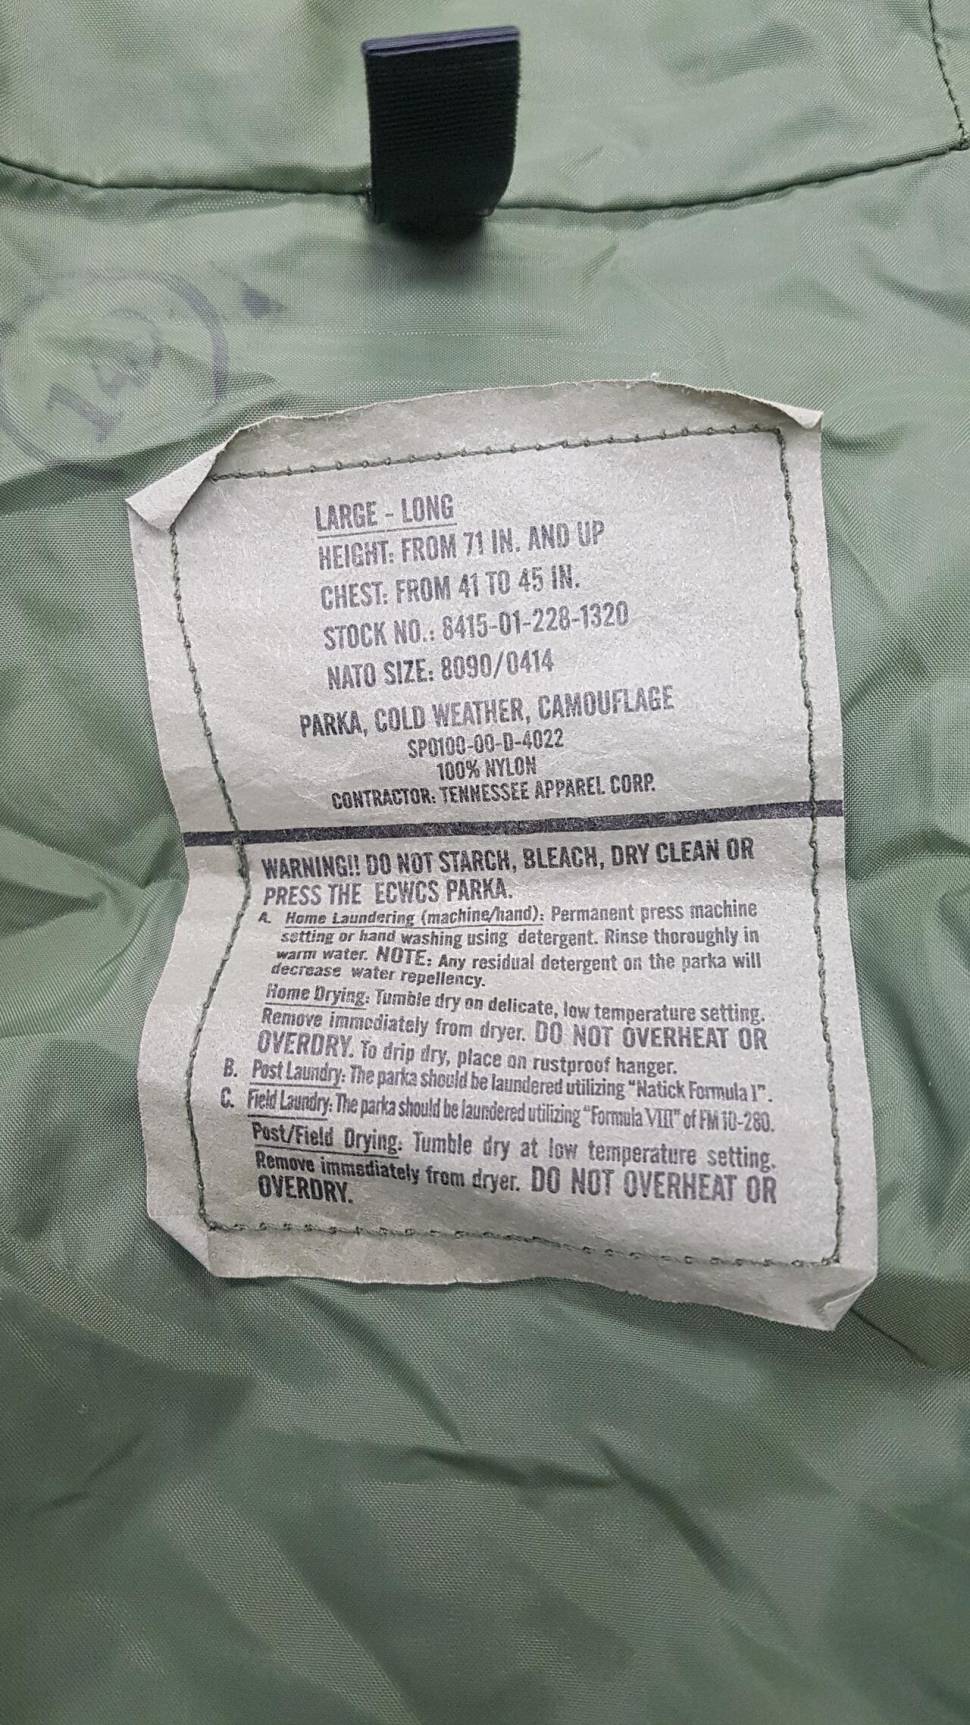 LARGE - LONG
HEIGHT: FROM 71 IN. AND UP
CHEST: FROM 41 TO 45 IN.
STOCK NO.: 8415-01-228-1320
NATO SIZE: 8090/0414
PARKA, COLD WEATHER, CAMOUFLAGE
SPO100-00-D-4022
100% NYLON
CONTRACTOR: TENNESSEE APPAREL CORP.
WARNING!! DO NOT STARCH, BLEACH, DRY CLEAN OR
PRESS THE ECWCS PARKA.
A. Home Laundering (machine/hand): Permanent press machine
setting or hand washing using detergent. Rinse thoroughly in
warm water. NOTE: Any residual detergent on the parka will
decrease water repellency.
Home Drying: Tumble dry on delicate, low temperature setting.
Remove immediately from dryer. DO NOT OVERHEAT OR
OVERDRY. To drip dry, place on rustproof hanger.
B. Post Laundry: The parka should be laundered utilizing "Natick Formula I".
C. Field Laundry: The parka should be laundered utilizing "Formula VIII" of FM 10-280.
Post/Field Drying: Tumble dry at low temperature setting.
Remove immediately from dryer. DO NOT OVERHEAT OR
OVERDRY.